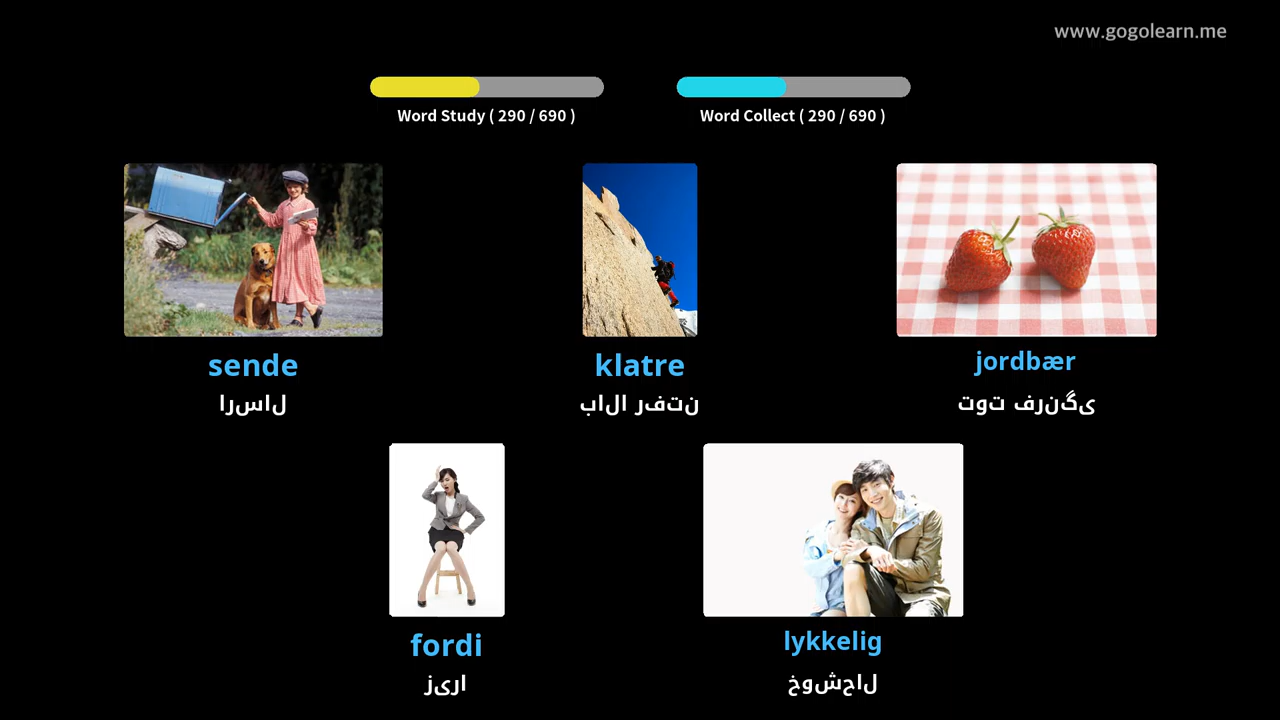 www.gogolearn.me
Word Study ( 290 / 690 )
Word Collect ( 290 / 690 )
sende
ارسال
klatre
بالا رفتن
jordbær
توت فرنگی
fordi
زیرا
lykkelig
خوشحال